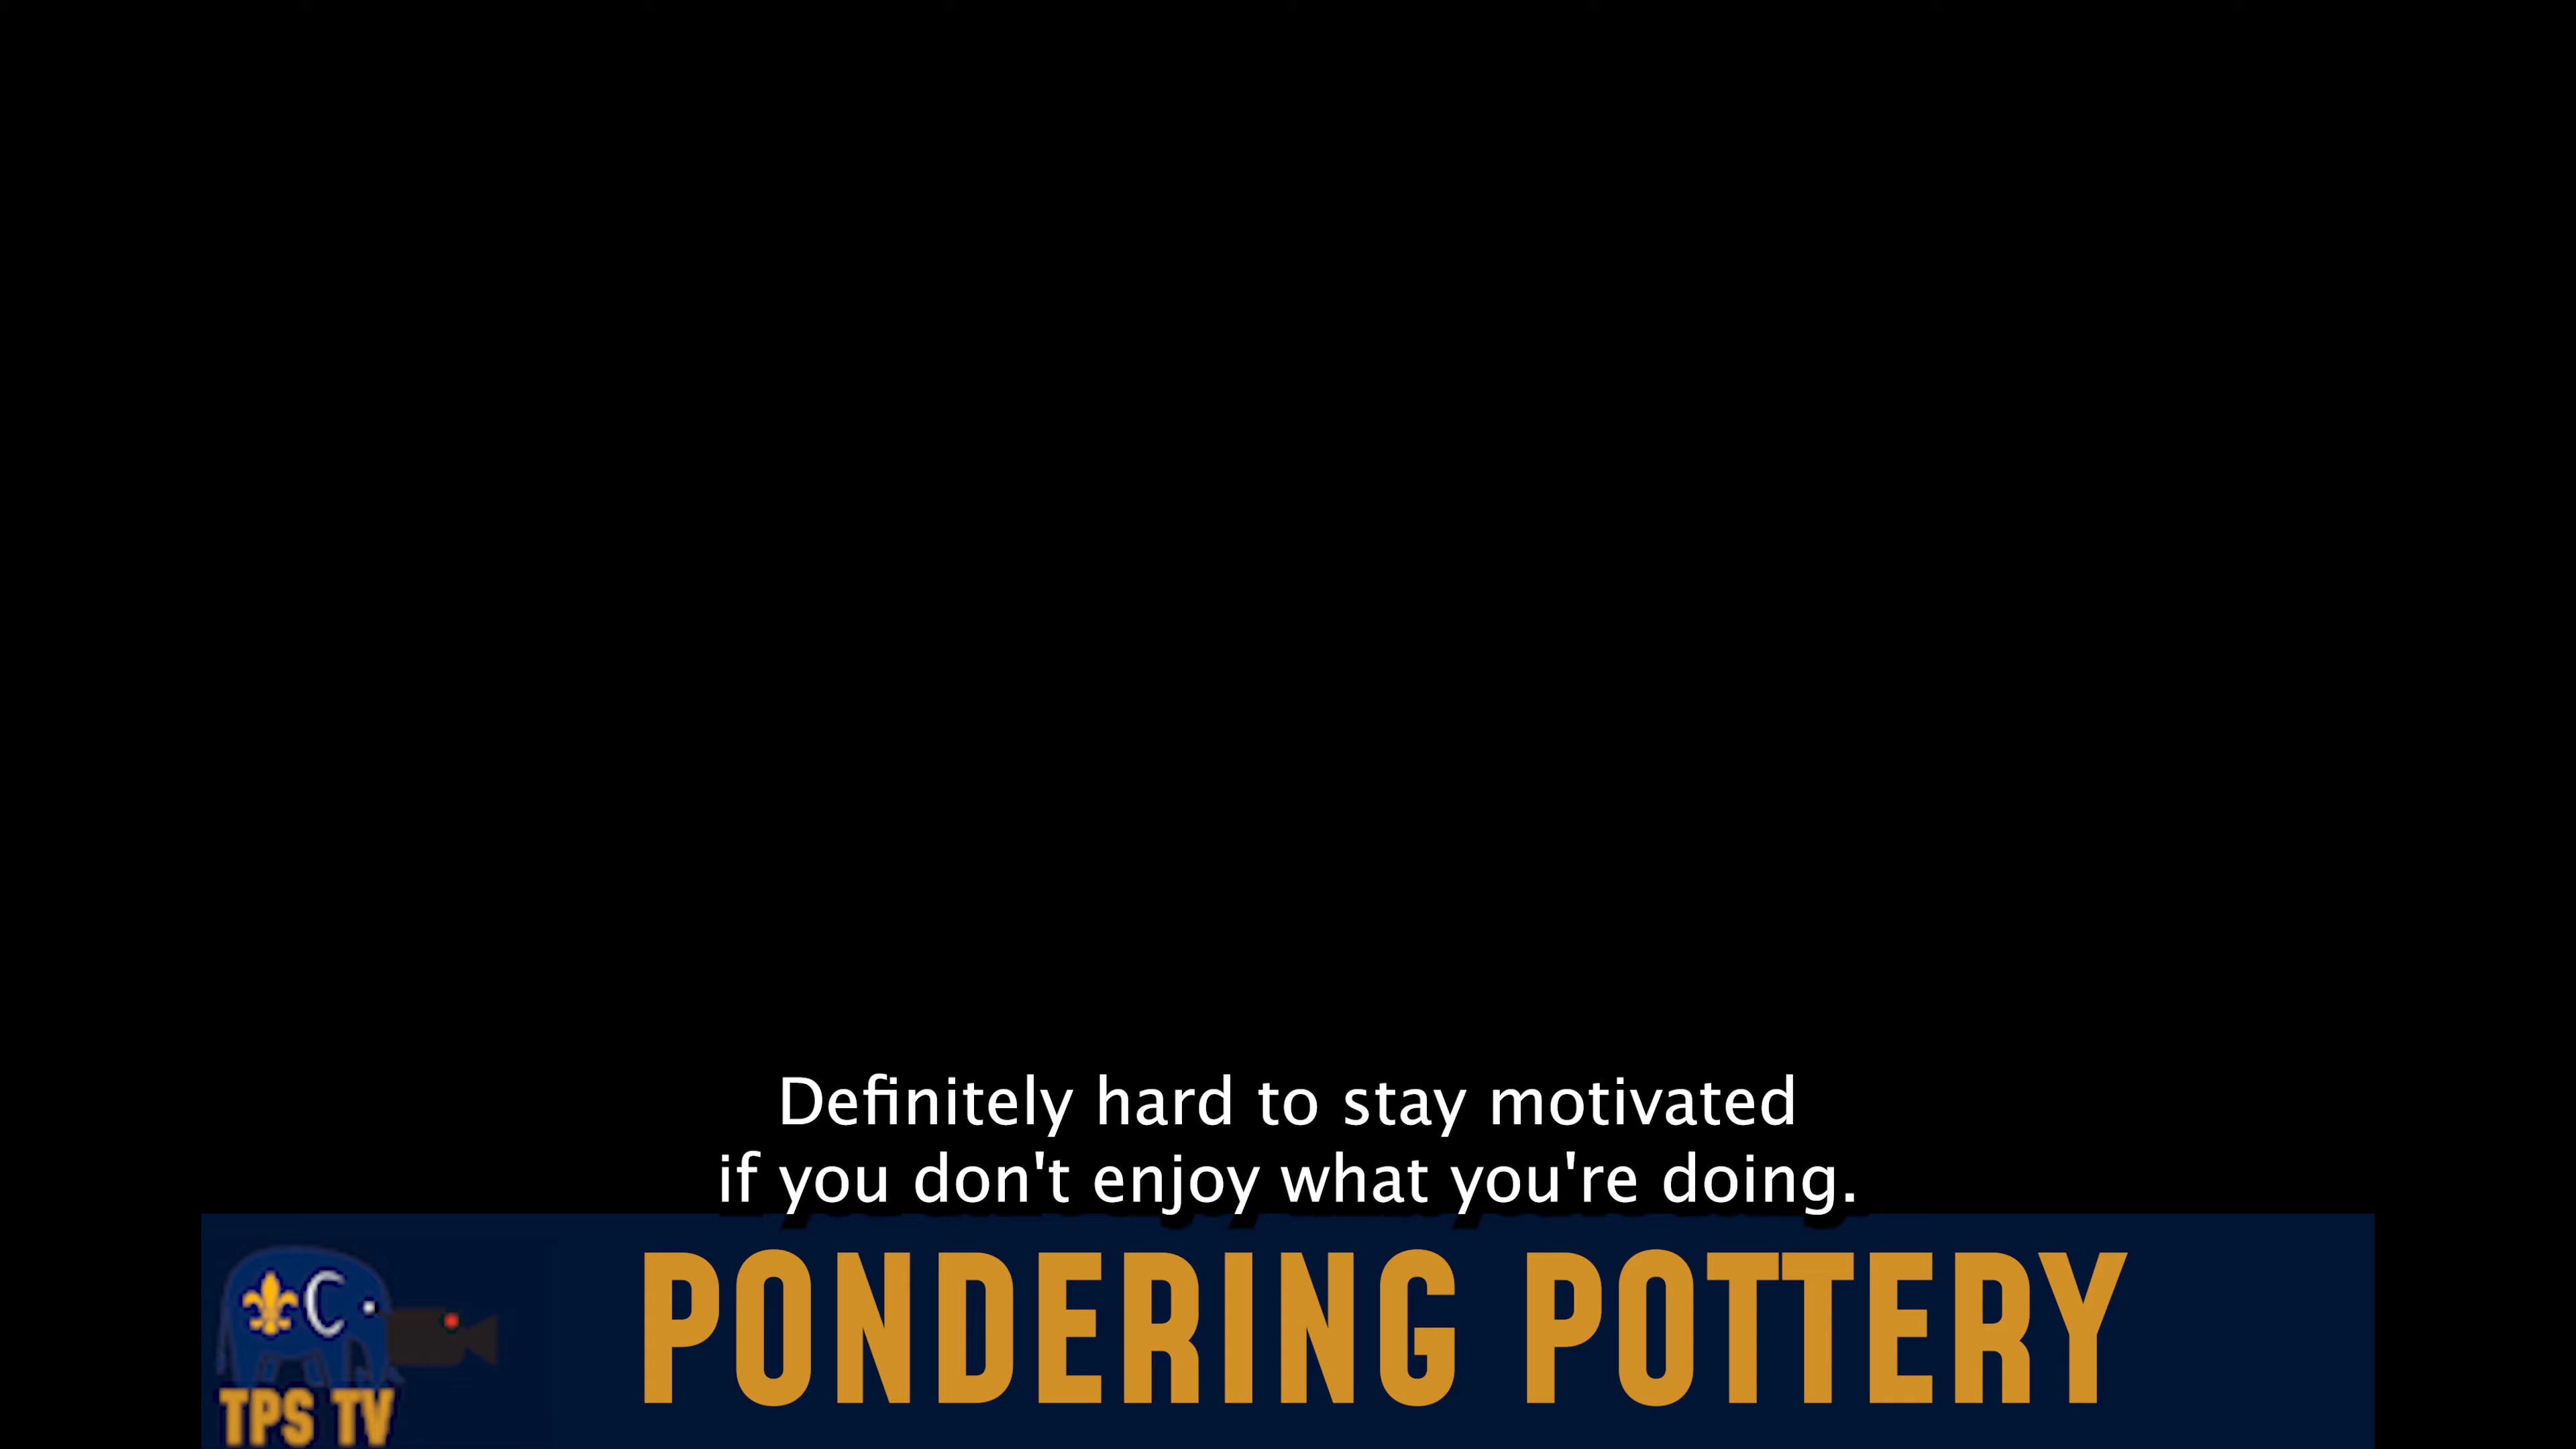 Definitely hard to stay motivated
if you don't enjoy what you're doing.
PONDERING POTTERY
C
TPS TV